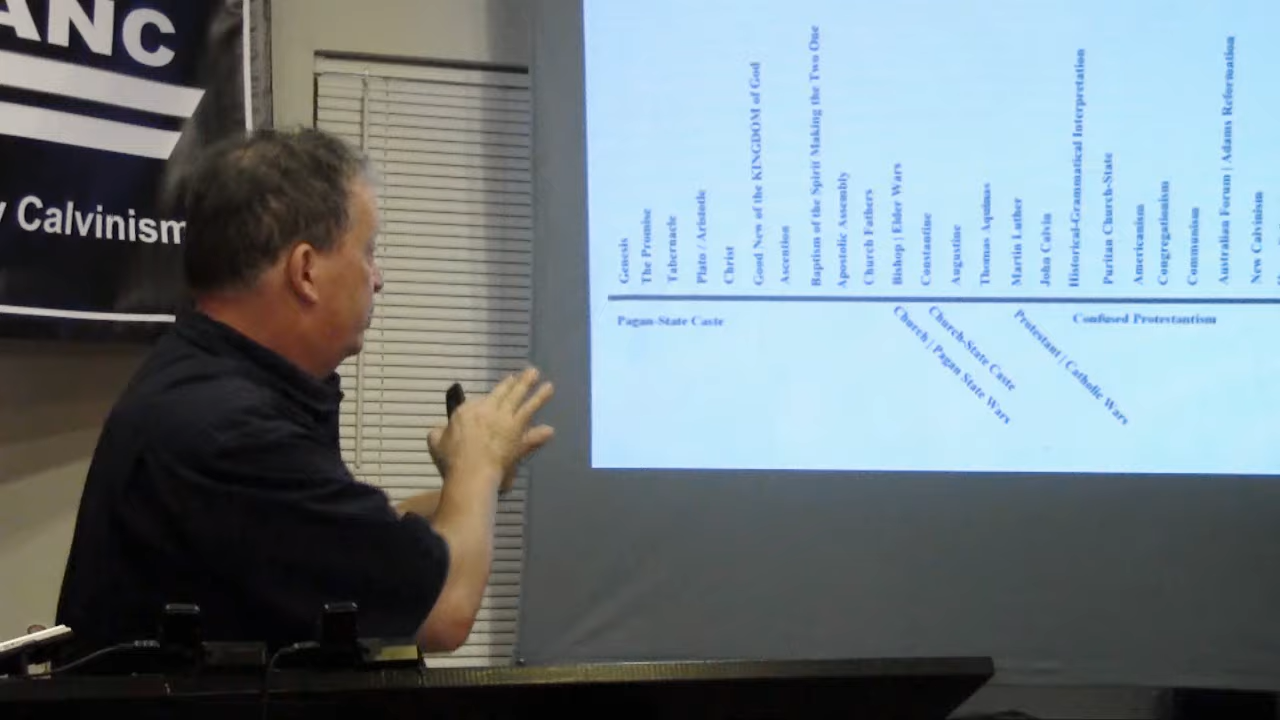 ANC
y Calvinism
Genesis
The Promise
Tabernacle
Plato / Aristotle
Christ
Good New of the KINGDOM of God
Ascention
Baptism of the Spirit Making the Two One
Apostolic Assembly
Church Fathers
Bishop | Elder Wars
Constantine
Augustine
Thomas Aquinas
Martin Luther
John Calvin
Historical-Grammatical Interpretation
Puritan Church-State
Americanism
Congregationism
Communism
Australian Forum | Adams Reformation
New Calvinism
Pagan-State Caste
Church | Pagan State Wars
Church-State Caste
Protestant | Catholic Wars
Confused Protestantism